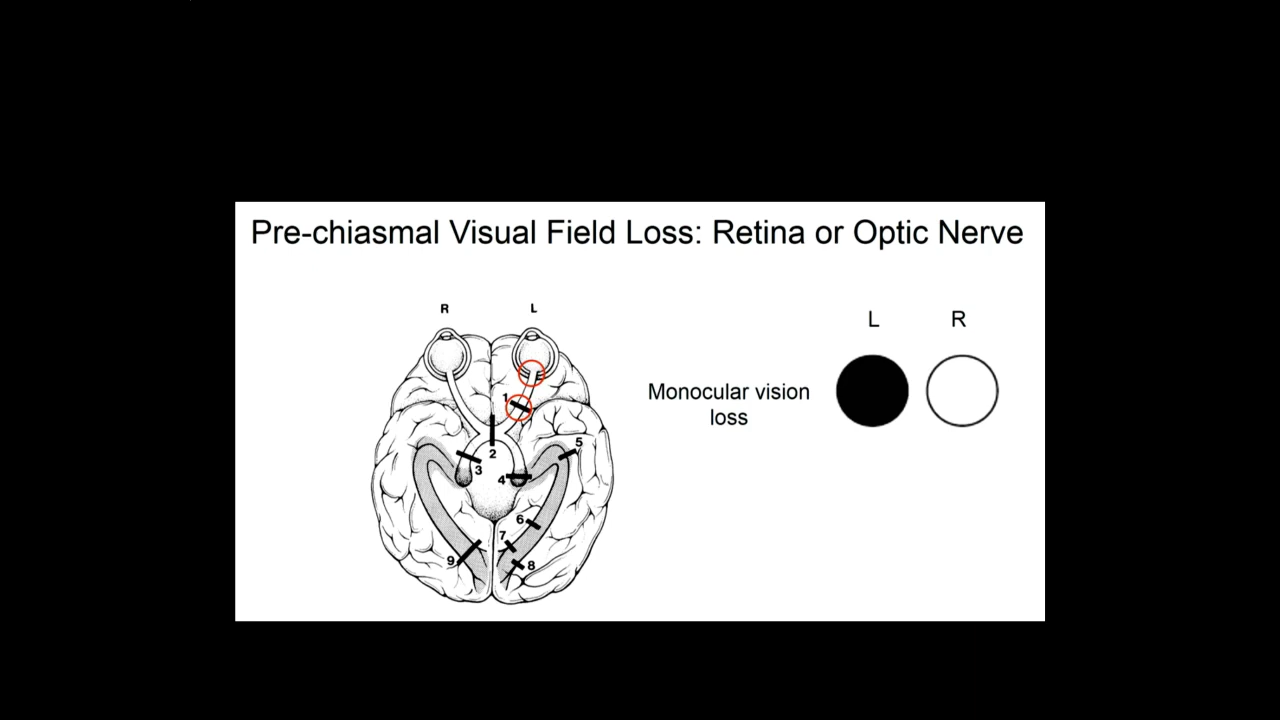 Pre-chiasmal Visual Field Loss: Retina or Optic Nerve
R L
L R
Monocular vision
loss
1
2
3
4
5
6
7
8
9